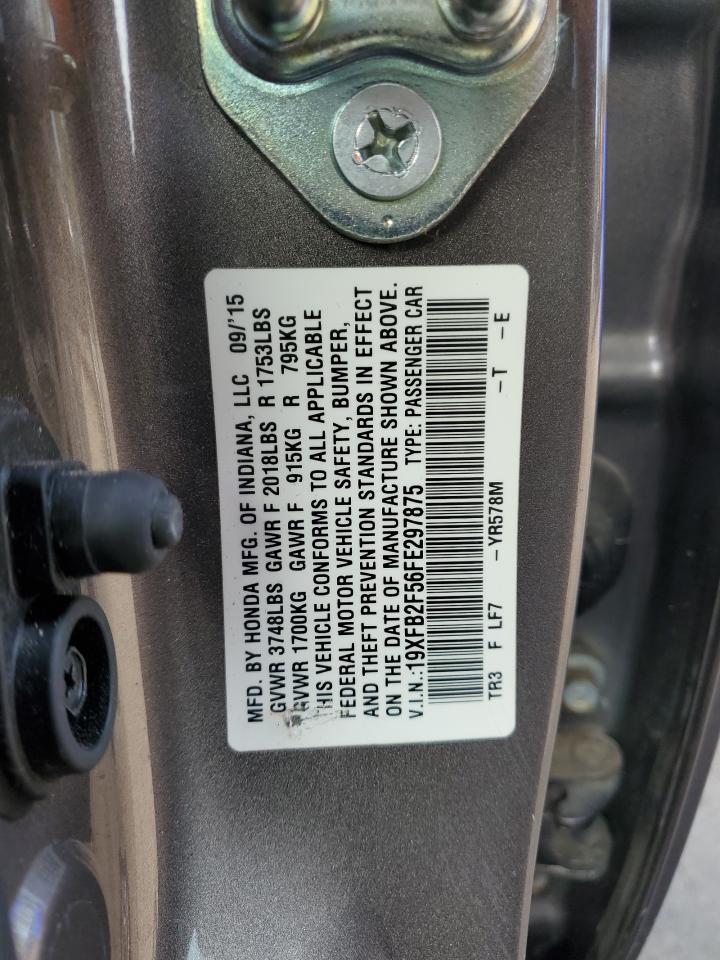 MFD. BY HONDA MFG. OF INDIANA, LLC 09/'15
GVWR 3748LBS GAWR F 2018LBS R 1753LBS
GVWR 1700KG GAWR F 915KG R 795KG
THIS VEHICLE CONFORMS TO ALL APPLICABLE
FEDERAL MOTOR VEHICLE SAFETY, BUMPER,
AND THEFT PREVENTION STANDARDS IN EFFECT
ON THE DATE OF MANUFACTURE SHOWN ABOVE.
V.I.N.:19XFB2F56FE297875 TYPE: PASSENGER CAR
TR3 F LF7 -YR578M -T -E